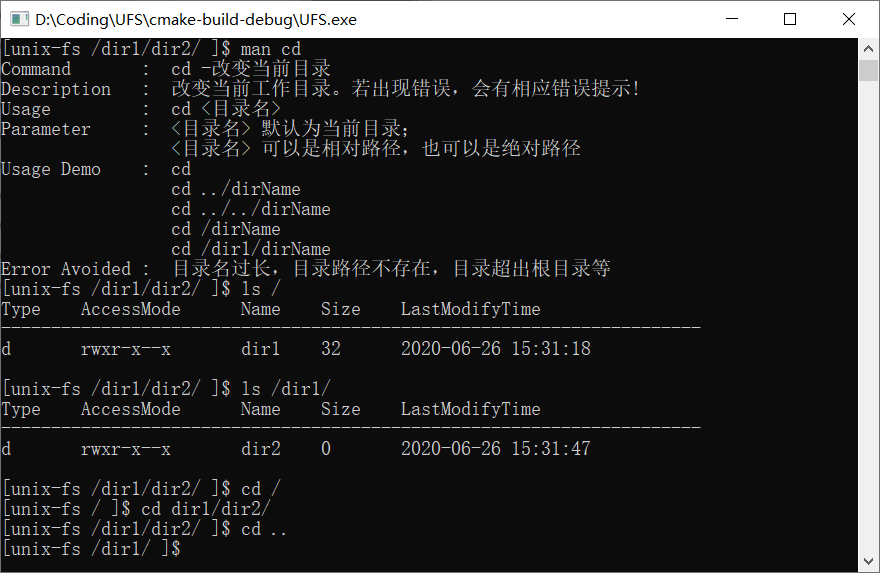 D:\Coding\UFS\cmake-build-debug\UFS.exe
[unix-fs /dir1/dir2/ ]$ man cd
Command       :  cd -改变当前目录
Description   :  改变当前工作目录。若出现错误，会有相应错误提示!
Usage         :  cd <目录名>
Parameter     :  <目录名> 默认为当前目录;
                 <目录名> 可以是相对路径，也可以是绝对路径
Usage Demo    :  cd
                 cd ../dirName
                 cd ../../dirName
                 cd /dirName
                 cd /dir1/dirName
Error Avoided :  目录名过长，目录路径不存在，目录超出根目录等
[unix-fs /dir1/dir2/ ]$ ls /
Type    AccessMode      Name    Size    LastModifyTime
----------------------------------------------------------------------
d       rwxr-x--x       dir1    32      2020-06-26 15:31:18
[unix-fs /dir1/dir2/ ]$ ls /dir1/
Type    AccessMode      Name    Size    LastModifyTime
----------------------------------------------------------------------
d       rwxr-x--x       dir2    0       2020-06-26 15:31:47
[unix-fs /dir1/dir2/ ]$ cd /
[unix-fs / ]$ cd dir1/dir2/
[unix-fs /dir1/dir2/ ]$ cd ..
[unix-fs /dir1/ ]$